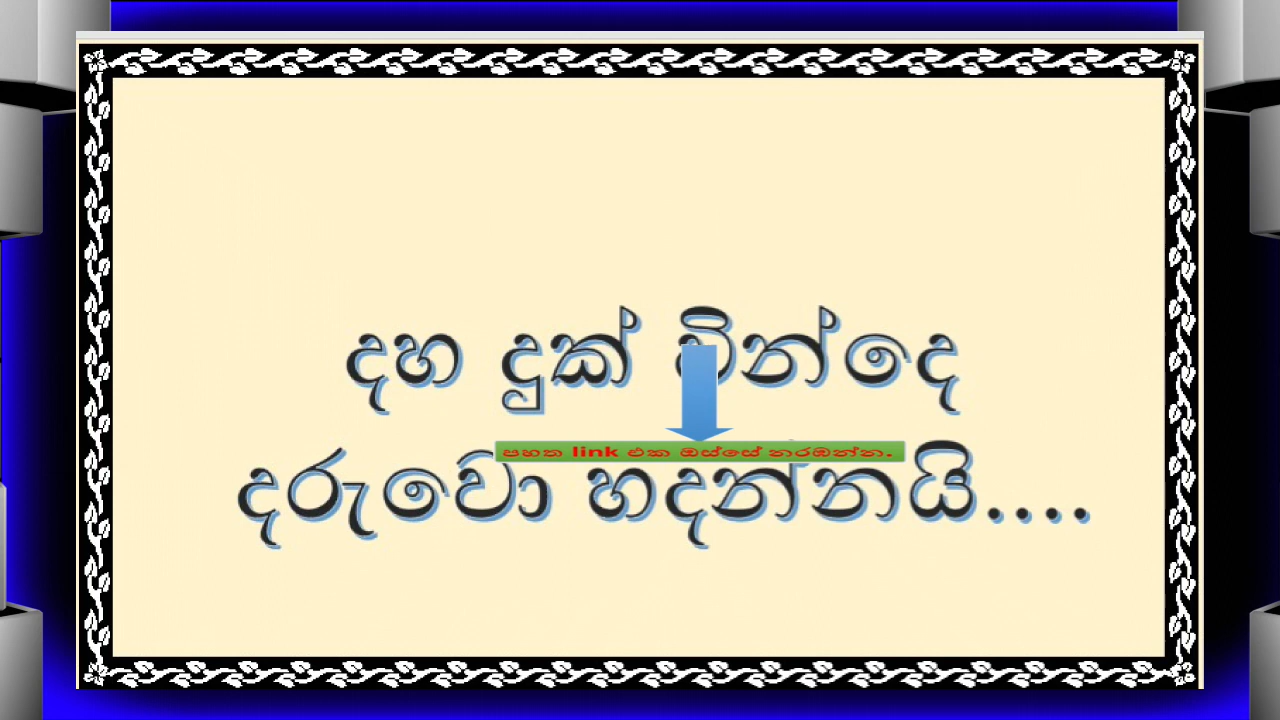 දහ දුක් වින්දෙ
පහත link එක ඔස්සේ නරඹන්න.
දරුවො හදන්නයි....